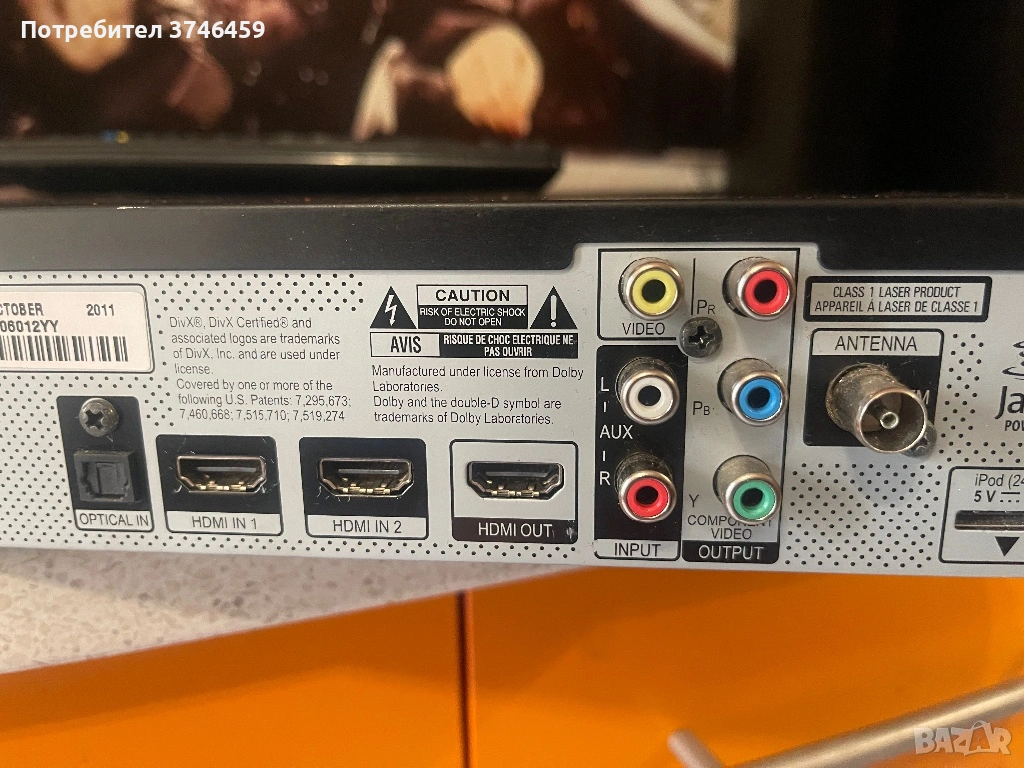 Потребител 3746459
CTOBER 2011
06012YY
DivX®, DivX Certified® and
associated logos are trademarks
of DivX, Inc. and are used under
license.
Covered by one or more of the
following U.S. Patents: 7,295,673;
7,460,668; 7,515,710; 7,519,274
CAUTION
RISK OF ELECTRIC SHOCK
DO NOT OPEN
AVIS
RISQUE DE CHOC ELECTRIQUE NE
PAS OUVRIR
Manufactured under license from Dolby
Laboratories.
Dolby and the double-D symbol are
trademarks of Dolby Laboratories.
OPTICAL IN
HDMI IN 1
HDMI IN 2
HDMI OUT
VIDEO
PR
L
AUX
R
INPUT
PB
Y
COMPONENT
VIDEO
OUTPUT
CLASS 1 LASER PRODUCT
APPAREIL À LASER DE CLASSE 1
ANTENNA
Ja
POW
iPod (24
5 V
BAZAR